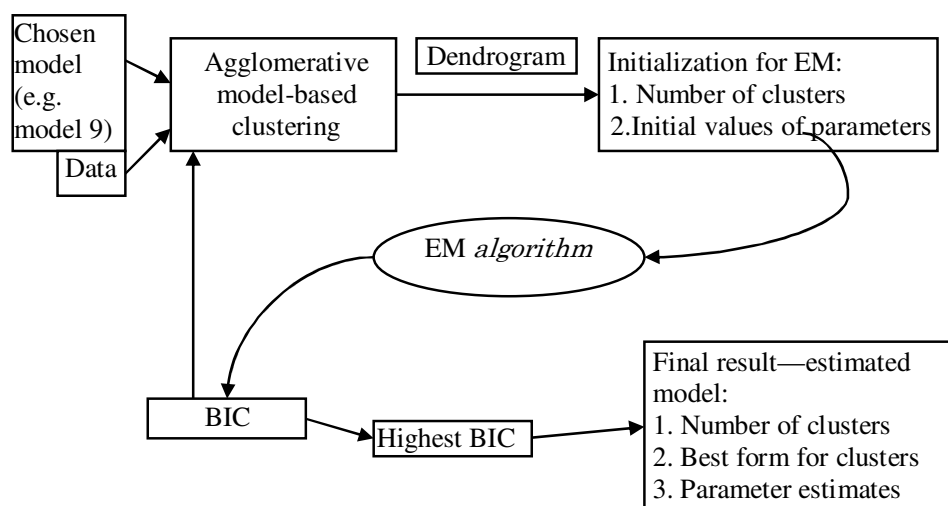 Chosen
model
(e.g.
model 9)
Data
Agglomerative
model-based
clustering
Dendrogram
Initialization for EM:
1. Number of clusters
2.Initial values of parameters
EM algorithm
BIC
Highest BIC
Final result—estimated
model:
1. Number of clusters
2. Best form for clusters
3. Parameter estimates